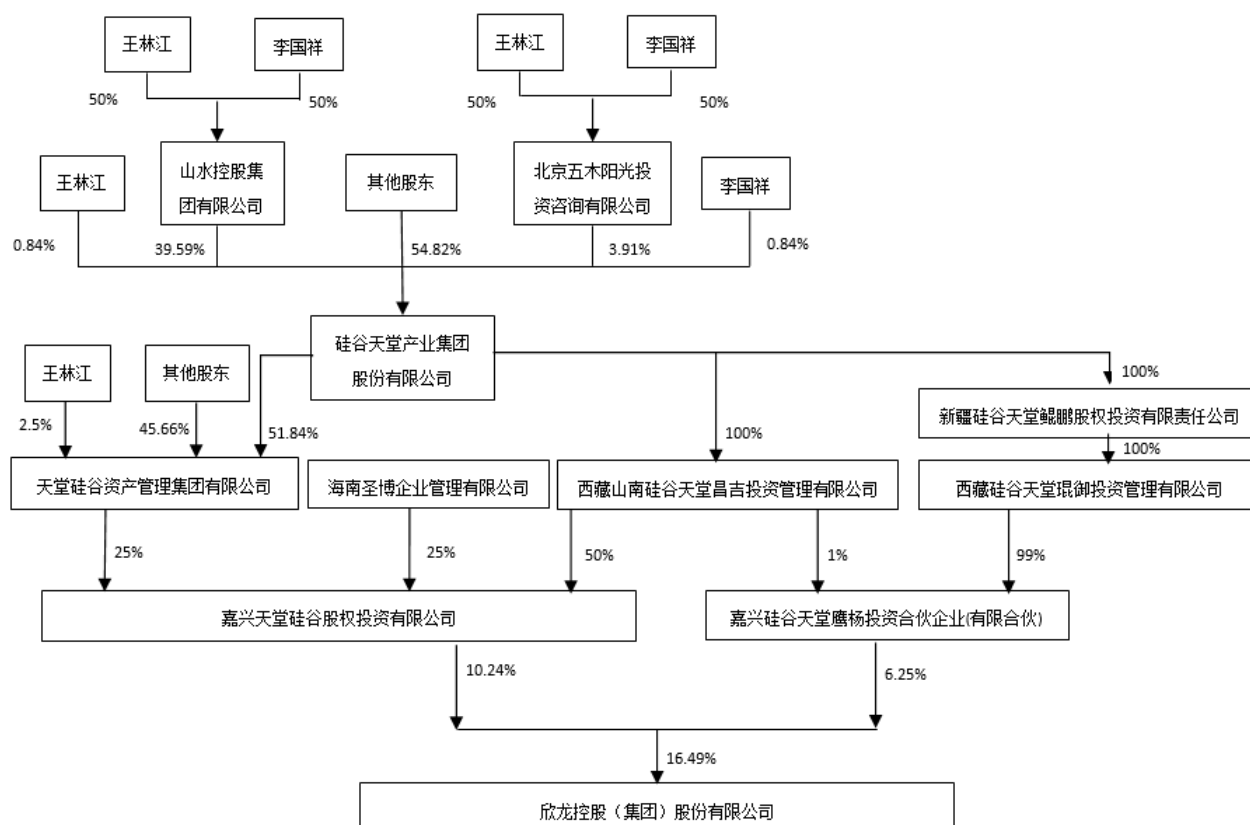 王林江
李国祥
王林江
李国祥
50%
50%
50%
50%
王林江
山水控股集
团有限公司
其他股东
北京五木阳光投
资咨询有限公司
李国祥
0.84%
39.59%
54.82%
3.91%
0.84%
硅谷天堂产业集团
股份有限公司
王林江
其他股东
100%
新疆硅谷天堂鲲鹏股权投资有限责任公司
2.5%
45.66%
51.84%
100%
100%
天堂硅谷资产管理集团有限公司
海南圣博企业管理有限公司
西藏山南硅谷天堂昌吉投资管理有限公司
西藏硅谷天堂琨御投资管理有限公司
25%
25%
50%
1%
99%
嘉兴天堂硅谷股权投资有限公司
嘉兴硅谷天堂鹰杨投资合伙企业(有限合伙)
10.24%
6.25%
16.49%
欣龙控股（集团）股份有限公司